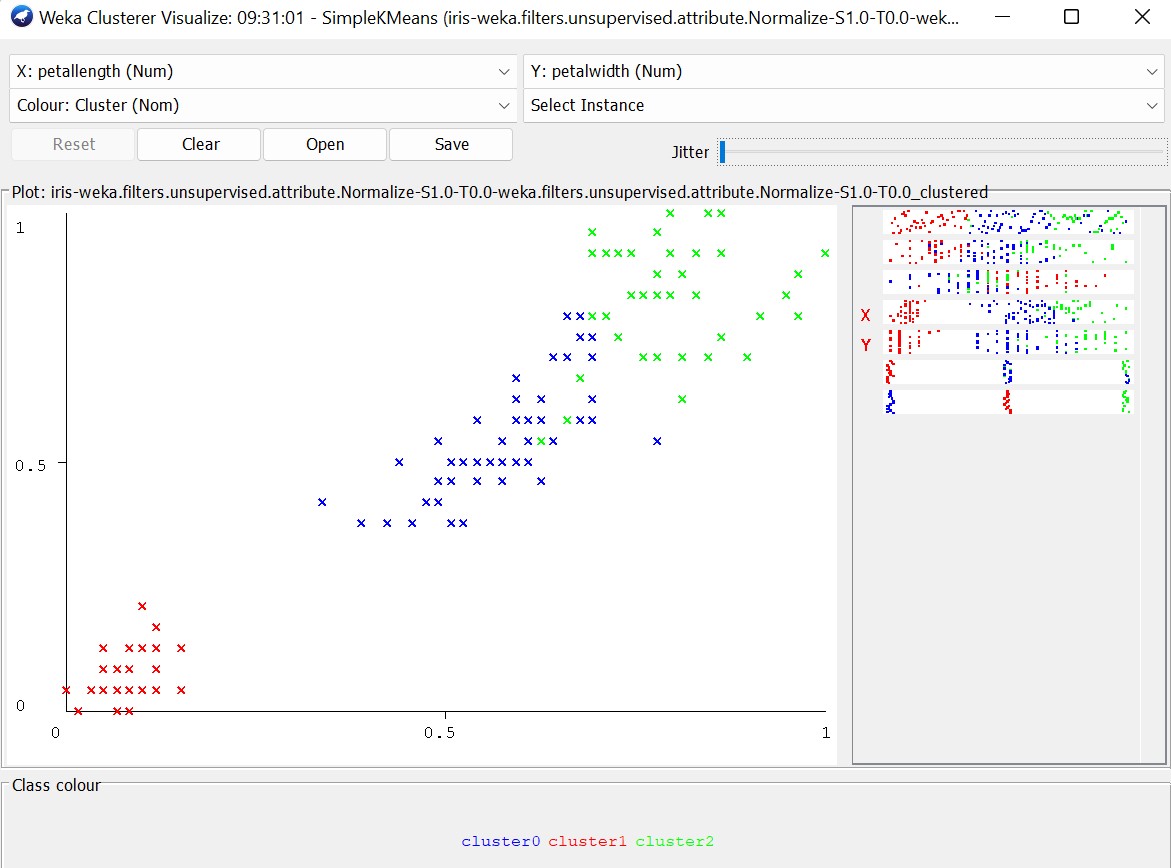 Weka Clusterer Visualize: 09:31:01 - SimpleKMeans (iris-weka.filters.unsupervised.attribute.Normalize-S1.0-T0.0-wek...
X: petallength (Num)
Y: petalwidth (Num)
Colour: Cluster (Nom)
Select Instance
Reset
Clear
Open
Save
Jitter
Plot: iris-weka.filters.unsupervised.attribute.Normalize-S1.0-T0.0-weka.filters.unsupervised.attribute.Normalize-S1.0-T0.0_clustered
1
0.5
0
0
0.5
1
X
Y
Class colour
cluster0 cluster1 cluster2